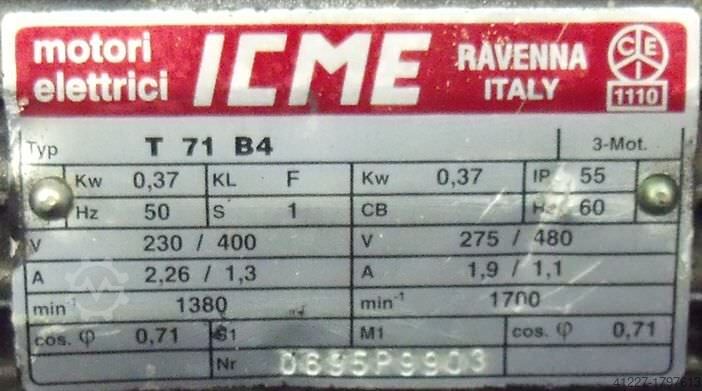 motori elettrici ICME RAVENNA ITALY CEI 1110
Typ T 71 B4 3-Mot.
Kw 0,37 KL F Kw 0,37 IP 55
Hz 50 S 1 CB Hz 60
V 230 / 400 V 275 / 480
A 2,26 / 1,3 A 1,9 / 1,1
min-1 1380 min-1 1700
cos. φ 0,71 S1 M1 cos. φ 0,71
Nr 0695P9903
41227-1797613